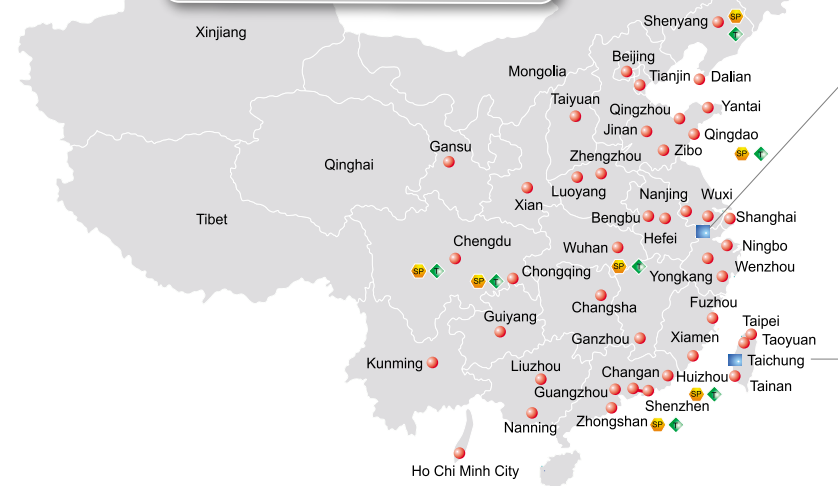 Shenyang
SP
T
Xinjiang
Beijing
Mongolia
Tianjin
Dalian
Taiyuan
Qingzhou
Yantai
Jinan
Qingdao
Gansu
Zhengzhou
Zibo
SP
T
Qinghai
Luoyang
Nanjing
Wuxi
Xian
Tibet
Bengbu
Shanghai
Chengdu
Wuhan
Hefei
Ningbo
SP
T
SP
T
Chongqing
SP
T
Yongkang
Wenzhou
Changsha
Fuzhou
Guiyang
Taipei
Ganzhou
Xiamen
Taoyuan
Kunming
Liuzhou
Taichung
Changan
Huizhou
Guangzhou
Tainan
SP
T
Shenzhen
Nanning
Zhongshan
SP
T
Ho Chi Minh City